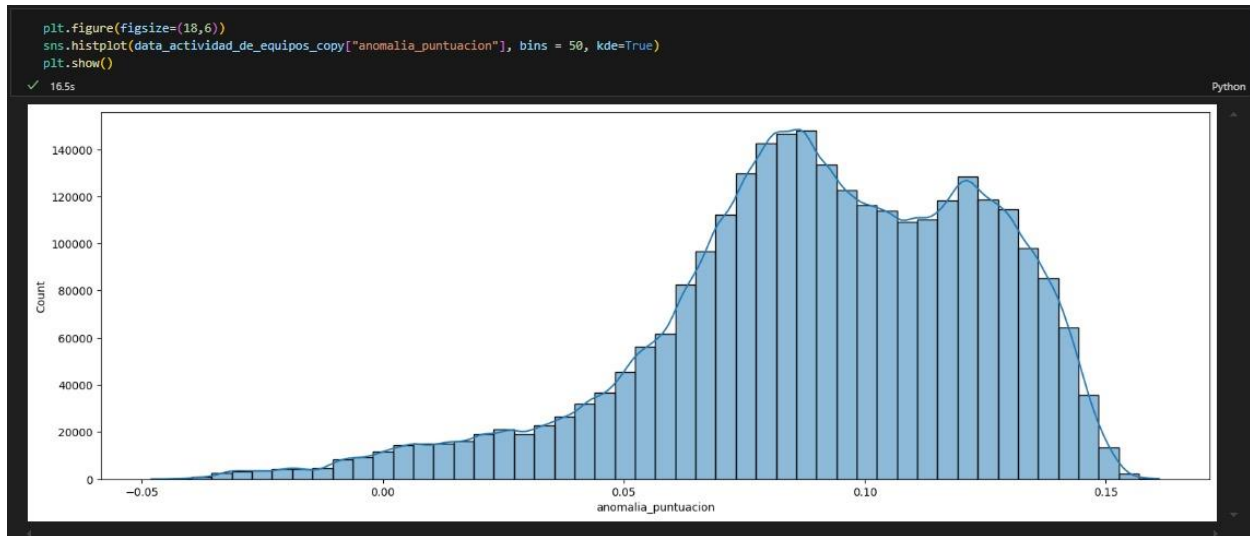 plt.figure(figsize=(18,6))
sns.histplot(data_actividad_de_equipos_copy["anomalia_puntuacion"], bins = 50, kde=True)
plt.show()
✓ 16.5s
Python
140000
120000
100000
80000
60000
40000
20000
0
Count
−0.05 0.00 0.05 0.10 0.15
anomalia_puntuacion